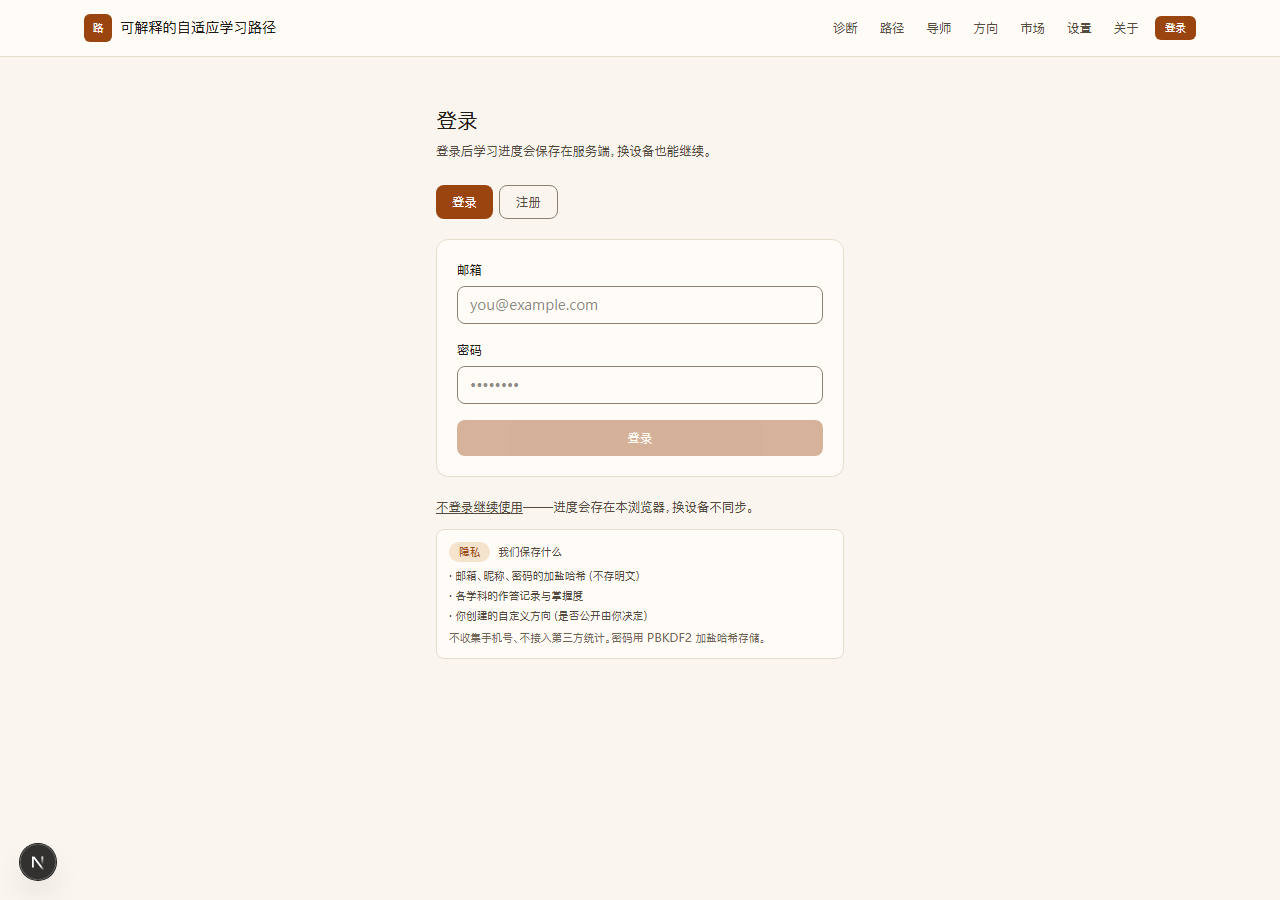 路 可解释的自适应学习路径 诊断 路径 导师 方向 市场 设置 关于 登录
登录
登录后学习进度会保存在服务端，换设备也能继续。
登录 注册
邮箱
you@example.com
密码
••••••••
登录
不登录继续使用——进度会存在本浏览器，换设备不同步。
隐私 我们保存什么
· 邮箱、昵称、密码的加盐哈希（不存明文）
· 各学科的作答记录与掌握度
· 你创建的自定义方向（是否公开由你决定）
不收集手机号、不接入第三方统计。密码用 PBKDF2 加盐哈希存储。
N